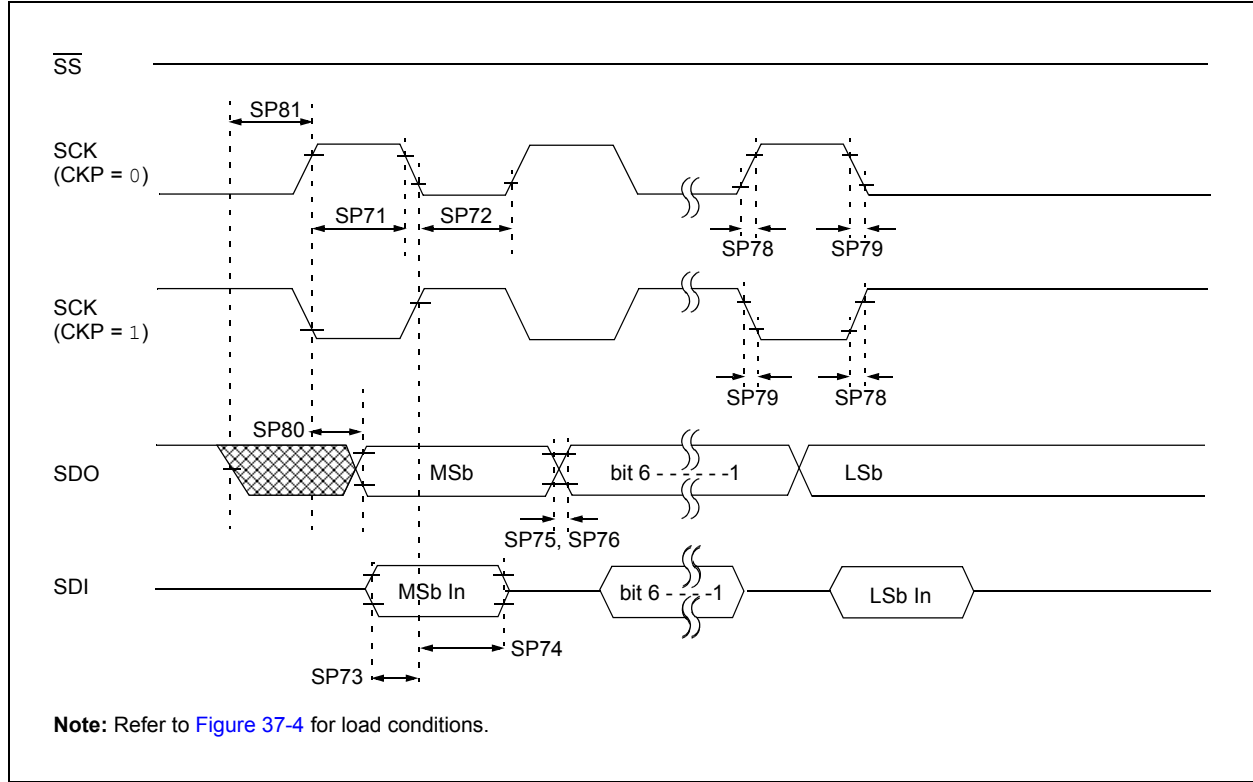 SS
SP81
SCK
(CKP = 0)
SP71
SP72
SP78
SP79
SCK
(CKP = 1)
SP79
SP78
SP80
SDO
MSb
bit 6 - - - - - -1
LSb
SP75, SP76
SDI
MSb In
bit 6 - - - -1
LSb In
SP74
SP73
Note: Refer to Figure 37-4 for load conditions.